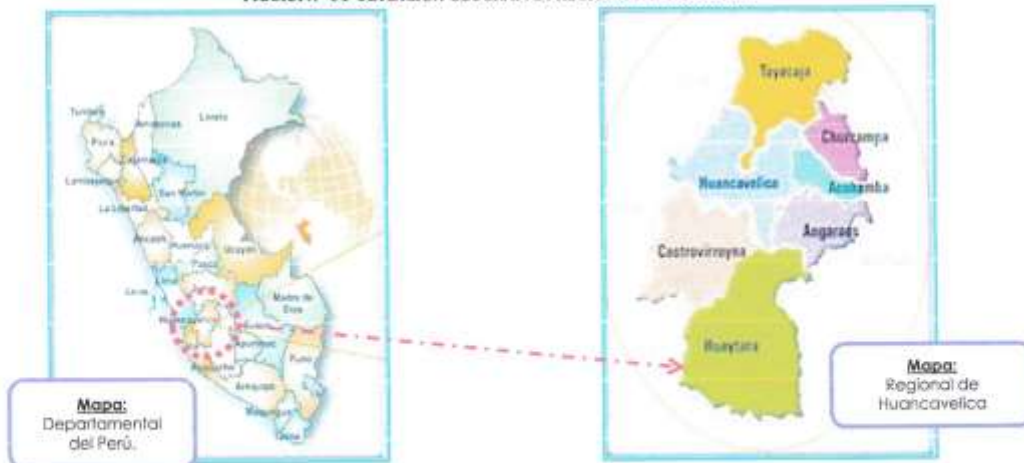 Tumbes
Piura
Amazonas
Loreto
Cajamarca
Lambayeque
San Martín
La Libertad
Ancash
Huánuco
Ucayali
Pasco
Lima
Junín
Madre de
Dios
Apurímac
Puno
Ayacucho
Arequipa
Moquegua
Tacna
Mapa:
Departamental
del Perú.
Tayacaja
Churcampa
Huancavelica
Acobamba
Angaraes
Castrovirreyna
Huaytara
Mapa:
Regional de
Huancavelica